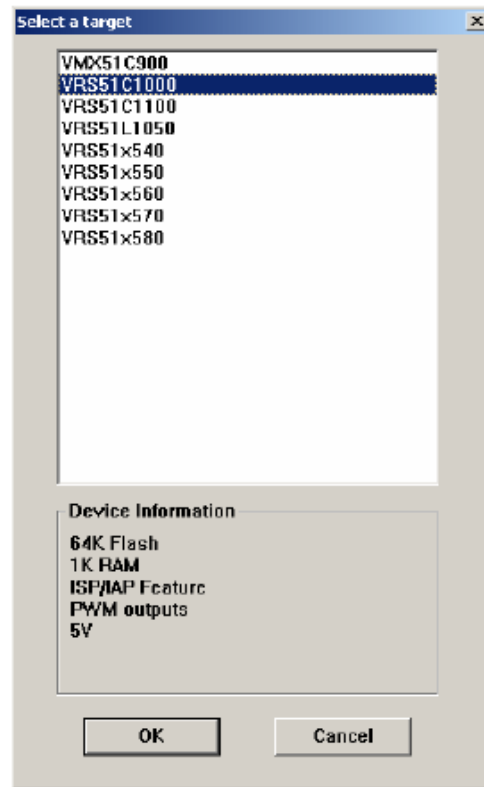 Select a target
VMX51C900
VRS51C1000
VRS51C1100
VRS51L1050
VRS51x540
VRS51x550
VRS51x560
VRS51x570
VRS51x580
Device Information
64K Flash
1K RAM
ISP/IAP Feature
PWM outputs
5V
OK
Cancel